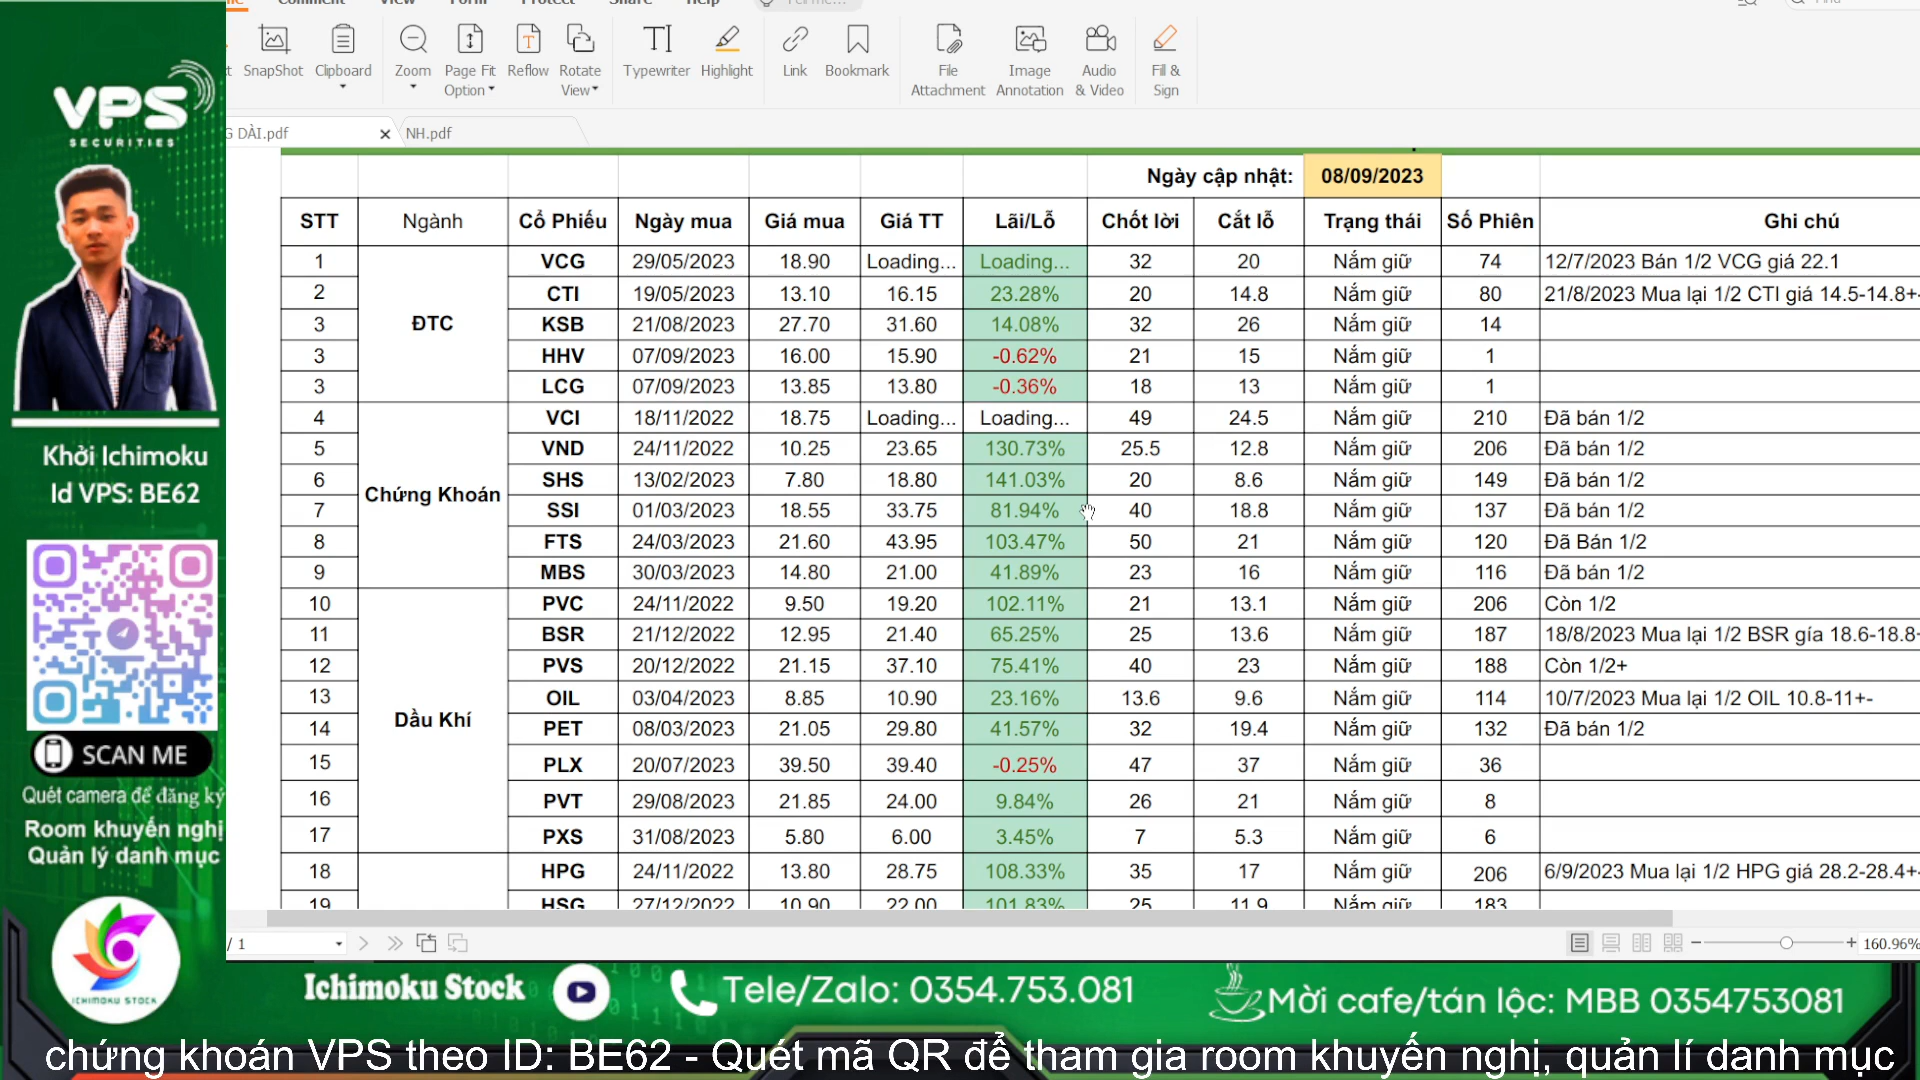 Comment View Form Protect Share Help
SnapShot Clipboard Zoom Page Fit Option Reflow Rotate View Typewriter Highlight Link Bookmark File Attachment Image Annotation Audio & Video Fill & Sign
G DÀI.pdf NH.pdf
VPS
SECURITIES
Khởi Ichimoku
Id VPS: BE62
SCAN ME
Quét camera để đăng ký
Room khuyến nghị
Quản lý danh mục
ICHIMOKU STOCK
Ngày cập nhật: 08/09/2023
STT Ngành Cổ Phiếu Ngày mua Giá mua Giá TT Lãi/Lỗ Chốt lời Cắt lỗ Trạng thái Số Phiên Ghi chú
1 VCG 29/05/2023 18.90 Loading... Loading... 32 20 Nắm giữ 74 12/7/2023 Bán 1/2 VCG giá 22.1
2 CTI 19/05/2023 13.10 16.15 23.28% 20 14.8 Nắm giữ 80 21/8/2023 Mua lại 1/2 CTI giá 14.5-14.8+-
3 ĐTC KSB 21/08/2023 27.70 31.60 14.08% 32 26 Nắm giữ 14
3 HHV 07/09/2023 16.00 15.90 -0.62% 21 15 Nắm giữ 1
3 LCG 07/09/2023 13.85 13.80 -0.36% 18 13 Nắm giữ 1
4 VCI 18/11/2022 18.75 Loading... Loading... 49 24.5 Nắm giữ 210 Đã bán 1/2
5 VND 24/11/2022 10.25 23.65 130.73% 25.5 12.8 Nắm giữ 206 Đã bán 1/2
6 SHS 13/02/2023 7.80 18.80 141.03% 20 8.6 Nắm giữ 149 Đã bán 1/2
7 Chứng Khoán SSI 01/03/2023 18.55 33.75 81.94% 40 18.8 Nắm giữ 137 Đã bán 1/2
8 FTS 24/03/2023 21.60 43.95 103.47% 50 21 Nắm giữ 120 Đã Bán 1/2
9 MBS 30/03/2023 14.80 21.00 41.89% 23 16 Nắm giữ 116 Đã bán 1/2
10 PVC 24/11/2022 9.50 19.20 102.11% 21 13.1 Nắm giữ 206 Còn 1/2
11 BSR 21/12/2022 12.95 21.40 65.25% 25 13.6 Nắm giữ 187 18/8/2023 Mua lại 1/2 BSR gía 18.6-18.8-
12 PVS 20/12/2022 21.15 37.10 75.41% 40 23 Nắm giữ 188 Còn 1/2+
13 OIL 03/04/2023 8.85 10.90 23.16% 13.6 9.6 Nắm giữ 114 10/7/2023 Mua lại 1/2 OIL 10.8-11+-
14 Dầu Khí PET 08/03/2023 21.05 29.80 41.57% 32 19.4 Nắm giữ 132 Đã bán 1/2
15 PLX 20/07/2023 39.50 39.40 -0.25% 47 37 Nắm giữ 36
16 PVT 29/08/2023 21.85 24.00 9.84% 26 21 Nắm giữ 8
17 PXS 31/08/2023 5.80 6.00 3.45% 7 5.3 Nắm giữ 6
18 HPG 24/11/2022 13.80 28.75 108.33% 35 17 Nắm giữ 206 6/9/2023 Mua lại 1/2 HPG giá 28.2-28.4+-
19 HSG 27/12/2022 10.90 22.00 101.83% 25 11.9 Nắm giữ 183
/ 1 160.96%
Ichimoku Stock Tele/Zalo: 0354.753.081 Mời cafe/tán lộc: MBB 0354753081
chứng khoán VPS theo ID: BE62 - Quét mã QR để tham gia room khuyến nghị, quản lí danh mục